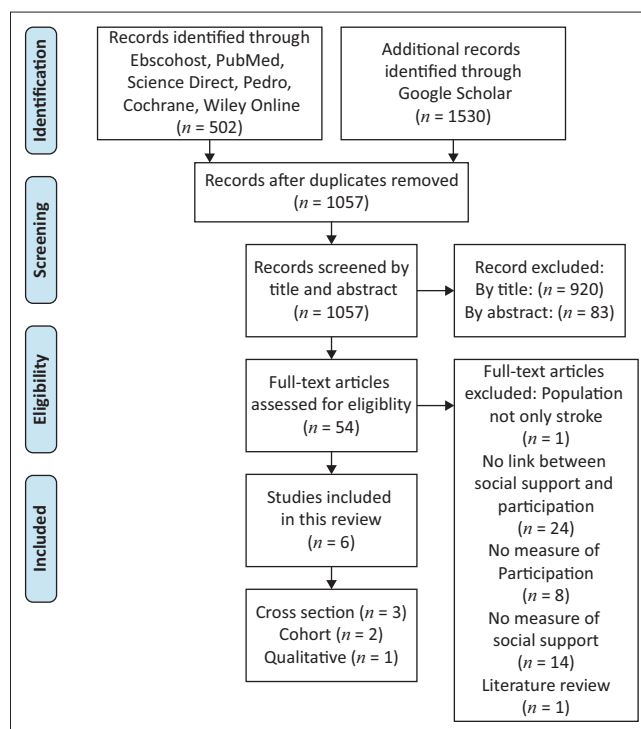 Identification
Records identified through
Ebscohost, PubMed,
Science Direct, Pedro,
Cochrane, Wiley Online
(n = 502)
Additional records
identified through
Google Scholar
(n = 1530)
Records after duplicates removed
(n = 1057)
Screening
Records screened by
title and abstract
(n = 1057)
Record excluded:
By title: (n = 920)
By abstract: (n = 83)
Eligibility
Full-text articles
assessed for eligiblity
(n = 54)
Full-text articles
excluded: Population
not only stroke
(n = 1)
No link between
social support and
participation
(n = 24)
No measure of
Participation
(n = 8)
No measure of
social support
(n = 14)
Literature review
(n = 1)
Included
Studies included
in this review
(n = 6)
Cross section (n = 3)
Cohort (n = 2)
Qualitative (n = 1)